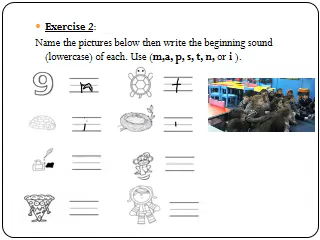 Exercise 2:
Name the pictures below then write the beginning sound
(lowercase) of each. Use (m,a, p, s, t, n, or i ).
9 n t
i